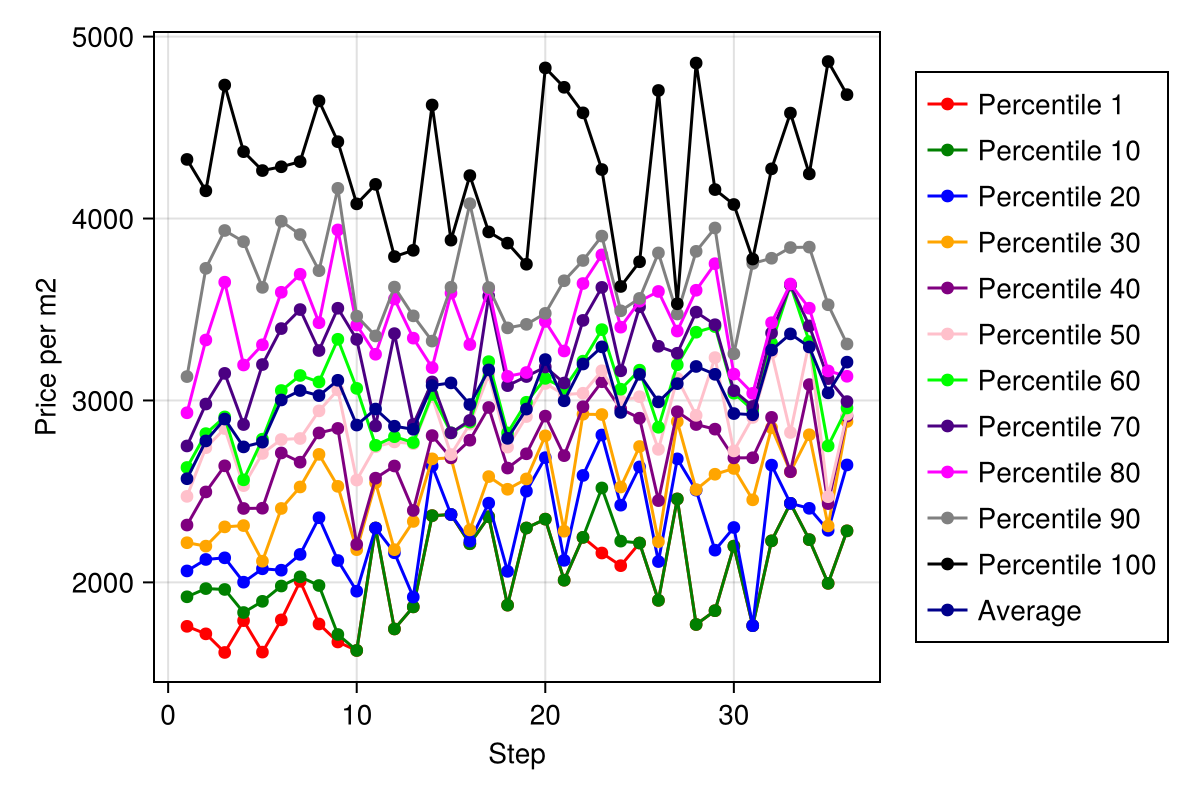 5000
4000
3000
2000
Price per m2
0 10 20 30
Step
Percentile 1
Percentile 10
Percentile 20
Percentile 30
Percentile 40
Percentile 50
Percentile 60
Percentile 70
Percentile 80
Percentile 90
Percentile 100
Average